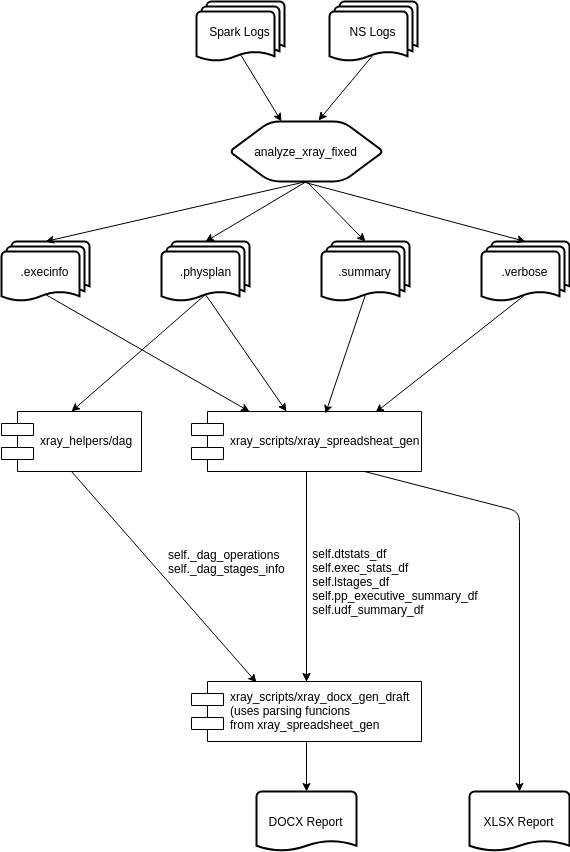 Spark Logs
NS Logs
analyze_xray_fixed
.execinfo
.physplan
.summary
.verbose
xray_helpers/dag
xray_scripts/xray_spreadsheat_gen
self._dag_operations
self._dag_stages_info
self.dtstats_df
self.exec_stats_df
self.lstages_df
self.pp_executive_summary_df
self.udf_summary_df
xray_scripts/xray_docx_gen_draft
(uses parsing funcions
from xray_spreadsheet_gen
DOCX Report
XLSX Report